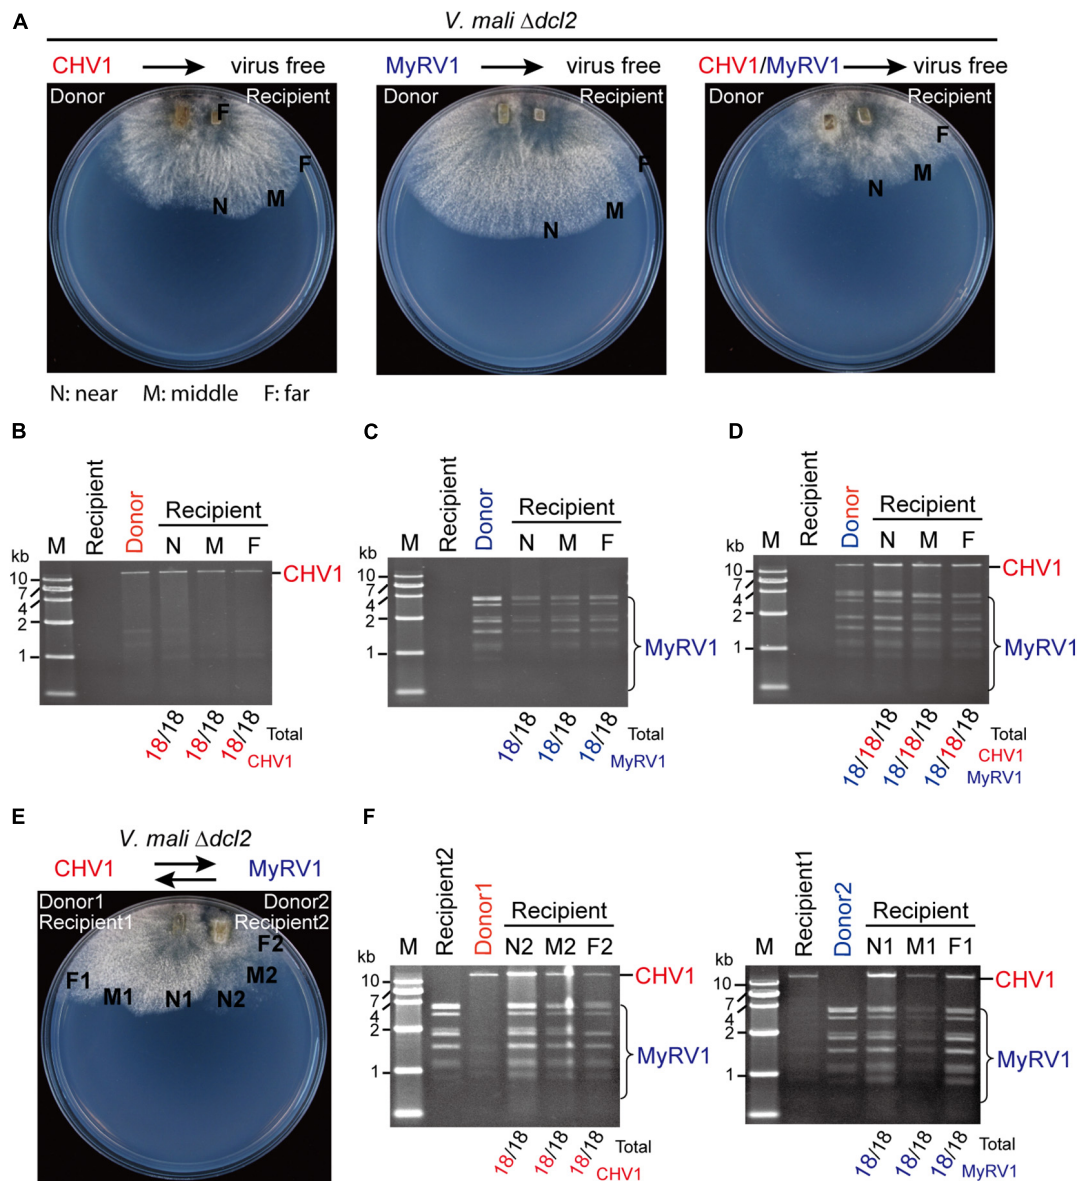 A
V. mali Δdcl2
CHV1 virus free
MyRV1 virus free
CHV1/MyRV1 virus free
Donor Recipient
F
F
M
N
Donor Recipient
F
M
N
Donor Recipient
F
M
N
N: near M: middle F: far
B
Recipient
Donor
Recipient
M N M F
kb
10
7
4
2
1
CHV1
18/18 18/18 18/18 Total
CHV1
C
Recipient
Donor
Recipient
M N M F
kb
10
7
4
2
1
MyRV1
18/18 18/18 18/18 Total
MyRV1
D
Recipient
Donor
Recipient
M N M F
kb
10
7
4
2
1
CHV1
MyRV1
18/18/18 18/18/18 18/18/18 Total
CHV1
MyRV1
E
V. mali Δdcl2
CHV1 MyRV1
Donor1 Donor2
Recipient1 Recipient2
F2
F1 M2
M1 N1 N2
F
Recipient2
Donor1
Recipient
M N2 M2 F2
kb
10
7
4
2
1
CHV1
MyRV1
18/18 18/18 18/18 Total
CHV1
Recipient1
Donor2
Recipient
M N1 M1 F1
kb
10
7
4
2
1
CHV1
MyRV1
18/18 18/18 18/18 Total
MyRV1